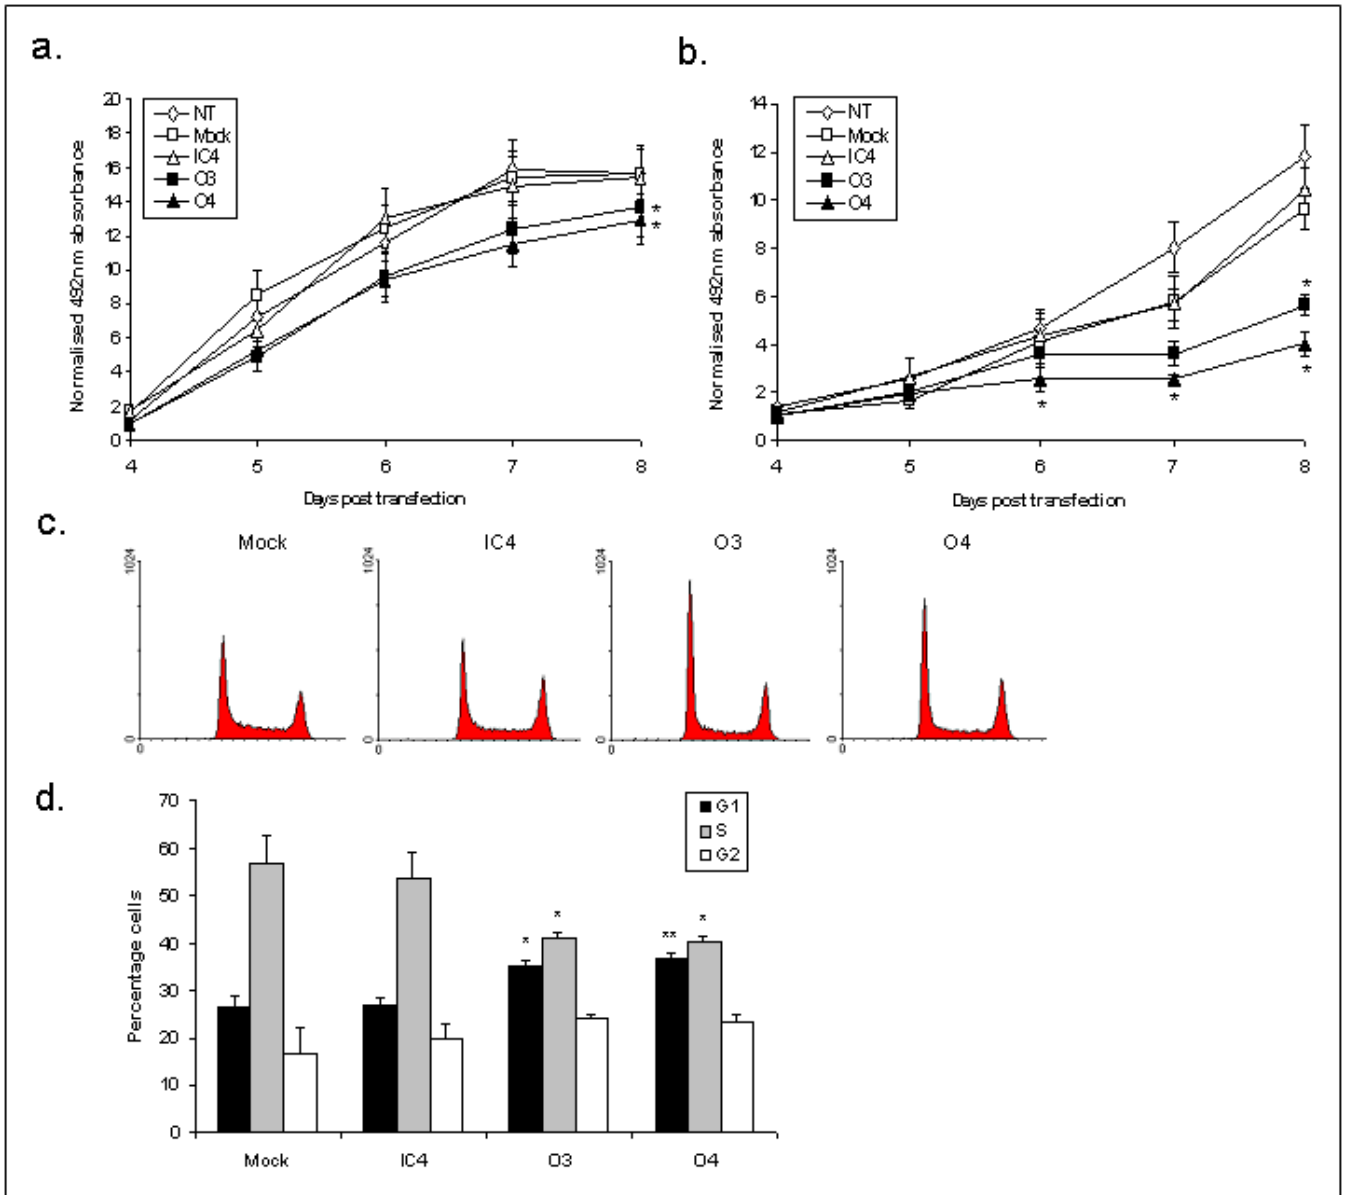 a.
20
18
16
14
12
10
8
6
4
2
0
Normalised 492nm absorbance
NT
Mock
IC4
O3
O4
*
*
4 5 6 7 8
Days post transfection
b.
14
12
10
8
6
4
2
0
Normalised 492nm absorbance
NT
Mock
IC4
O3
O4
*
*
*
*
4 5 6 7 8
Days post transfection
c.
Mock IC4 O3 O4
1024 1024 1024 1024
0 0 0 0
0 0 0 0
d.
70
60
50
40
30
20
10
0
Percentage cells
G1
S
G2
* * ** *
Mock IC4 O3 O4